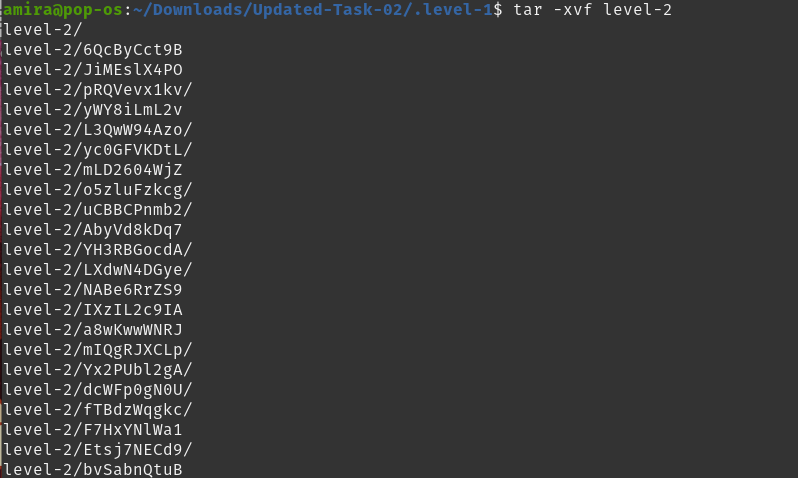 amira@pop-os:~/Downloads/Updated-Task-02/.level-1$ tar -xvf level-2
level-2/
level-2/6QcByCct9B
level-2/JiMEslX4PO
level-2/pRQVevx1kv/
level-2/yWY8iLmL2v
level-2/L3QwW94Azo/
level-2/yc0GFVKDtL/
level-2/mLD2604WjZ
level-2/o5zluFzkcg/
level-2/uCBBCPnmb2/
level-2/AbyVd8kDq7
level-2/YH3RBGocdA/
level-2/LXdwN4DGye/
level-2/NABe6RrZS9
level-2/IXzIL2c9IA
level-2/a8wKwwWNRJ
level-2/mIQgRJXCLp/
level-2/Yx2PUbl2gA/
level-2/dcWFp0gN0U/
level-2/fTBdzWqgkc/
level-2/F7HxYNlWa1
level-2/Etsj7NECd9/
level-2/bvSabnQtuB